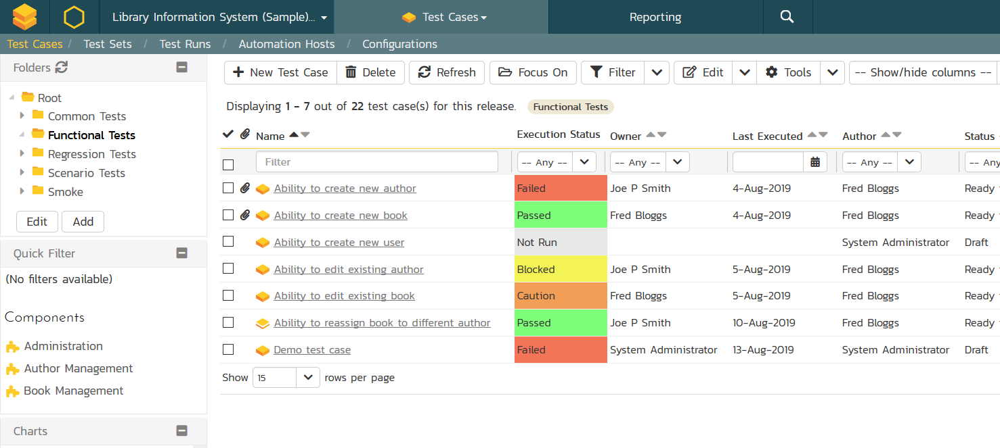 Library Information System (Sample)... Test Cases Reporting
Test Cases / Test Sets / Test Runs / Automation Hosts / Configurations
Folders
Root
Common Tests
Functional Tests
Regression Tests
Scenario Tests
Smoke
Edit Add
Quick Filter
(No filters available)
Components
Administration
Author Management
Book Management
Charts
New Test Case Delete Refresh Focus On Filter Edit Tools -- Show/hide columns --
Displaying 1 - 7 out of 22 test case(s) for this release. Functional Tests
Name Execution Status Owner Last Executed Author Status
Filter -- Any -- -- Any -- -- Any -- -- Any
Ability to create new author Failed Joe P Smith 4-Aug-2019 Fred Bloggs Ready
Ability to create new book Passed Fred Bloggs 4-Aug-2019 Fred Bloggs Ready
Ability to create new user Not Run System Administrator Draft
Ability to edit existing author Blocked Joe P Smith 5-Aug-2019 Fred Bloggs Ready
Ability to edit existing book Caution Fred Bloggs 5-Aug-2019 Fred Bloggs Ready
Ability to reassign book to different author Passed Joe P Smith 10-Aug-2019 Fred Bloggs Ready
Demo test case Failed System Administrator 13-Aug-2019 System Administrator Draft
Show 15 rows per page